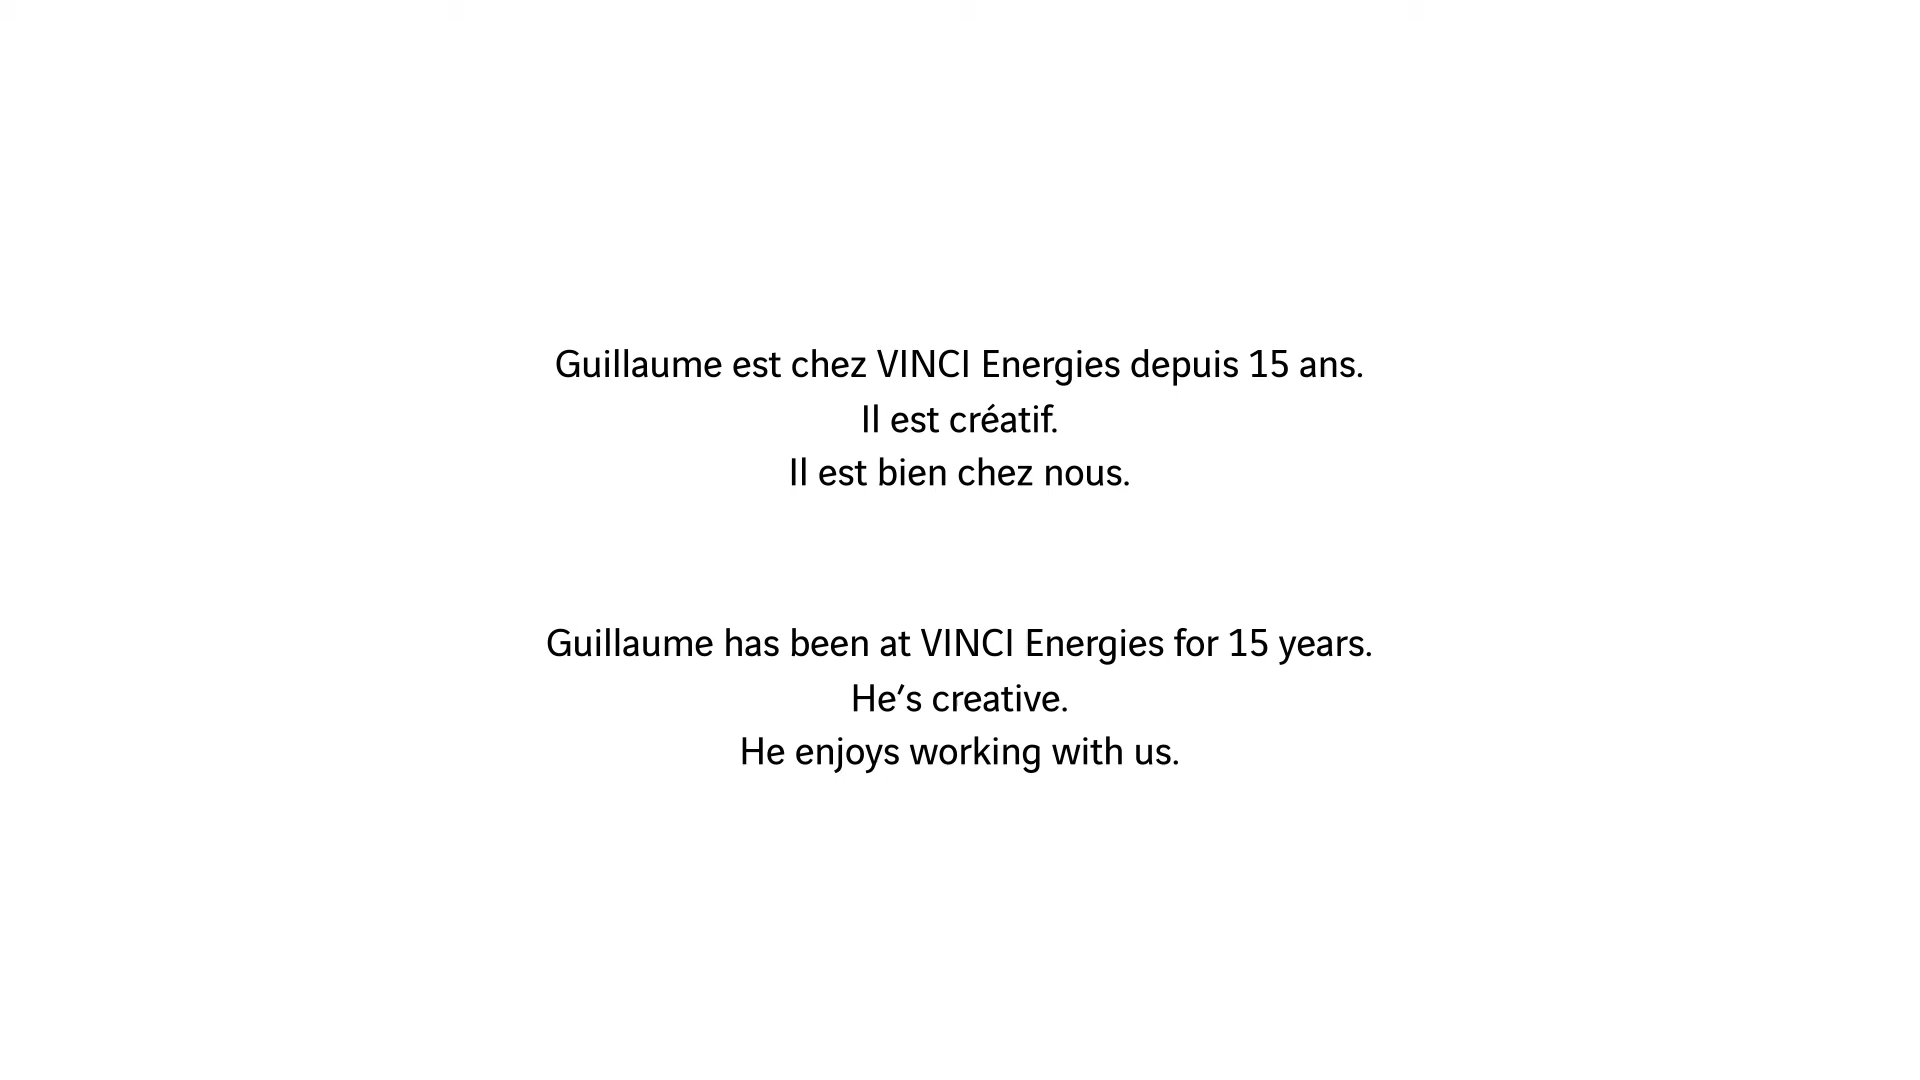 Guillaume est chez VINCI Energies depuis 15 ans.
Il est créatif.
Il est bien chez nous.
Guillaume has been at VINCI Energies for 15 years.
He’s creative.
He enjoys working with us.